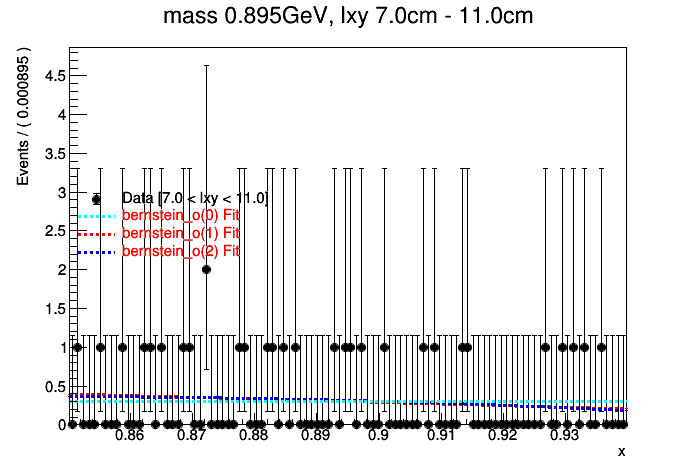 mass 0.895GeV, lxy 7.0cm - 11.0cm
Events / ( 0.000895 )
4.5
4
3.5
3
2.5
2
1.5
1
0.5
0
Data [7.0 < lxy < 11.0]
bernstein_o(0) Fit
bernstein_o(1) Fit
bernstein_o(2) Fit
0.86 0.87 0.88 0.89 0.9 0.91 0.92 0.93
x